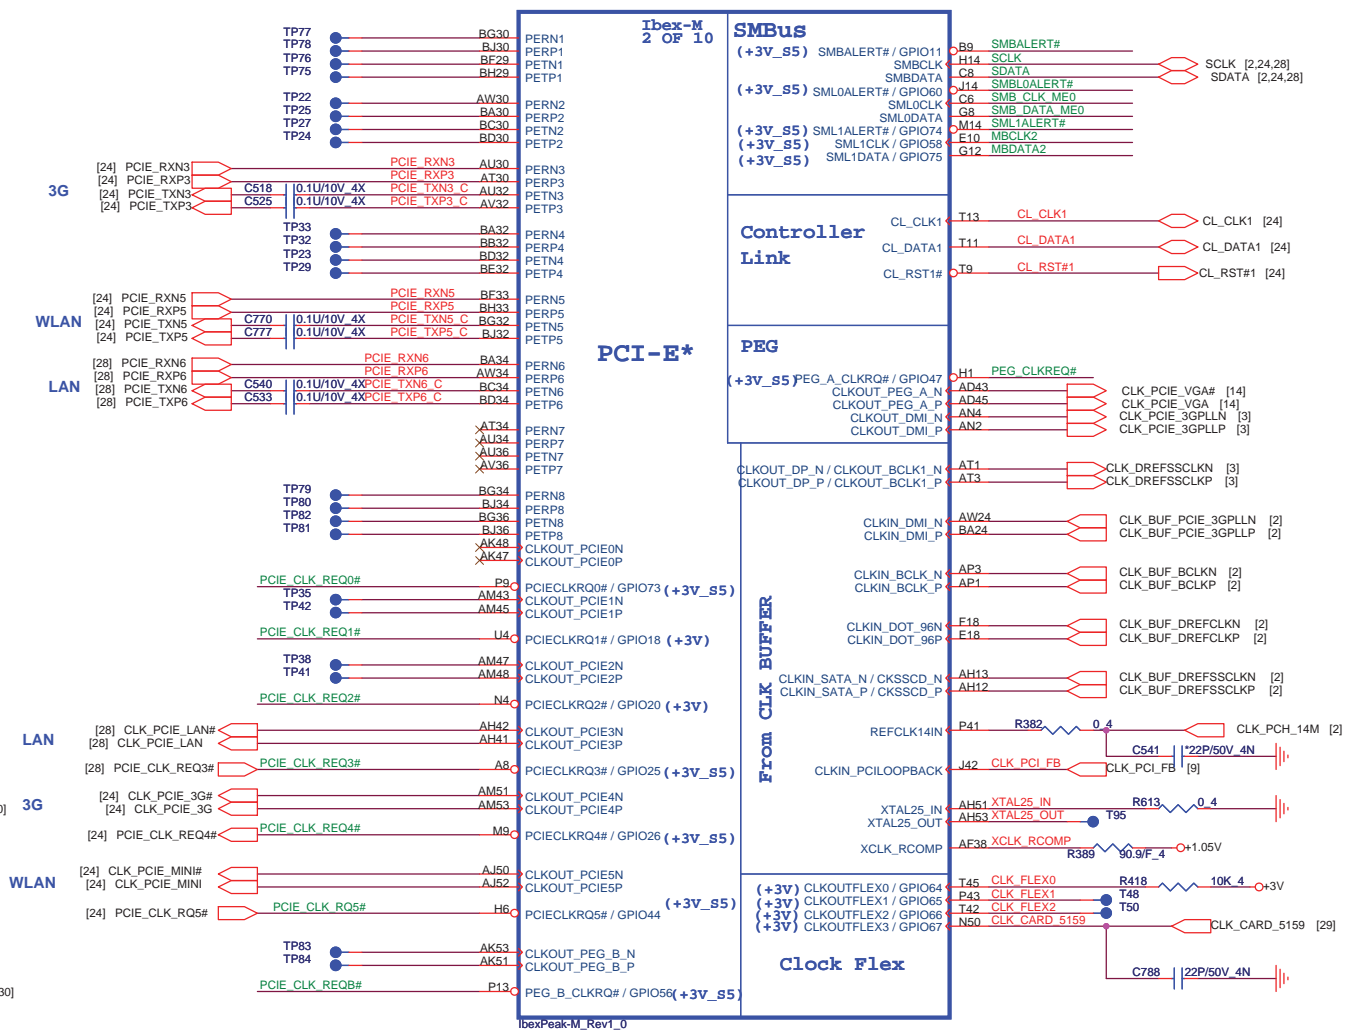 Ibex-M
2 OF 10
SMBus
TP77 BG30 PERN1
TP78 BJ30 PERP1
TP76 BF29 PETN1
TP75 BH29 PETP1
TP22 AW30 PERN2
TP25 BA30 PERP2
TP27 BC30 PETN2
TP24 BD30 PETP2
3G
[24] PCIE_RXN3 PCIE_RXN3 AU30 PERN3
[24] PCIE_RXP3 PCIE_RXP3 AT30 PERP3
[24] PCIE_TXN3 C518 0.1U/10V_4X PCIE_TXN3_C AU32 PETN3
[24] PCIE_TXP3 C525 0.1U/10V_4X PCIE_TXP3_C AV32 PETP3
TP33 BA32 PERN4
TP32 BB32 PERP4
TP23 BD32 PETN4
TP29 BE32 PETP4
WLAN
[24] PCIE_RXN5 PCIE_RXN5 BF33 PERN5
[24] PCIE_RXP5 PCIE_RXP5 BH33 PERP5
[24] PCIE_TXN5 C770 0.1U/10V_4X PCIE_TXN5_C BG32 PETN5
[24] PCIE_TXP5 C777 0.1U/10V_4X PCIE_TXP5_C BJ32 PETP5
LAN
[28] PCIE_RXN6 PCIE_RXN6 BA34 PERN6
[28] PCIE_RXP6 PCIE_RXP6 AW34 PERP6
[28] PCIE_TXN6 C540 0.1U/10V_4X PCIE_TXN6_C BC34 PETN6
[28] PCIE_TXP6 C533 0.1U/10V_4X PCIE_TXP6_C BD34 PETP6
AT34 PERN7
AU34 PERP7
AU36 PETN7
AV36 PETP7
TP79 BG34 PERN8
TP80 BJ34 PERP8
TP82 BG36 PETN8
TP81 BJ36 PETP8
AK48 CLKOUT_PCIE0N
AK47 CLKOUT_PCIE0P
PCIE_CLK_REQ0# P9 PCIECLKRQ0# / GPIO73 (+3V_S5)
TP35 AM43 CLKOUT_PCIE1N
TP42 AM45 CLKOUT_PCIE1P
PCIE_CLK_REQ1# U4 PCIECLKRQ1# / GPIO18 (+3V)
TP38 AM47 CLKOUT_PCIE2N
TP41 AM48 CLKOUT_PCIE2P
PCIE_CLK_REQ2# N4 PCIECLKRQ2# / GPIO20 (+3V)
LAN
[28] CLK_PCIE_LAN# AH42 CLKOUT_PCIE3N
[28] CLK_PCIE_LAN AH41 CLKOUT_PCIE3P
[28] PCIE_CLK_REQ3# PCIE_CLK_REQ3# A8 PCIECLKRQ3# / GPIO25 (+3V_S5)
3G
[24] CLK_PCIE_3G# AM51 CLKOUT_PCIE4N
0]
[24] CLK_PCIE_3G AM53 CLKOUT_PCIE4P
[24] PCIE_CLK_REQ4# PCIE_CLK_REQ4# M9 PCIECLKRQ4# / GPIO26 (+3V_S5)
WLAN
[24] CLK_PCIE_MINI# AJ50 CLKOUT_PCIE5N
[24] CLK_PCIE_MINI AJ52 CLKOUT_PCIE5P
(+3V_S5)
[24] PCIE_CLK_RQ5# PCIE_CLK_RQ5# H6 PCIECLKRQ5# / GPIO44
TP83 AK53 CLKOUT_PEG_B_N
TP84 AK51 CLKOUT_PEG_B_P
30]
PCIE_CLK_REQB# P13 PEG_B_CLKRQ# / GPIO56 (+3V_S5)
IbexPeak-M_Rev1_0
PCI-E*
(+3V_S5) SMBALERT# / GPIO11 B9 SMBALERT#
SMBCLK H14 SCLK SCLK [2,24,28]
SMBDATA C8 SDATA SDATA [2,24,28]
(+3V_S5) SML0ALERT# / GPIO60 J14 SMBL0ALERT#
SML0CLK C6 SMB_CLK_ME0
SML0DATA G8 SMB_DATA_ME0
(+3V_S5) SML1ALERT# / GPIO74 M14 SML1ALERT#
(+3V_S5) SML1CLK / GPIO58 E10 MBCLK2
(+3V_S5) SML1DATA / GPIO75 G12 MBDATA2
Controller
Link
CL_CLK1 T13 CL_CLK1 CL_CLK1 [24]
CL_DATA1 T11 CL_DATA1 CL_DATA1 [24]
CL_RST1# T9 CL_RST#1 CL_RST#1 [24]
PEG
(+3V_S5) PEG_A_CLKRQ# / GPIO47 H1 PEG_CLKREQ#
CLKOUT_PEG_A_N AD43 CLK_PCIE_VGA# [14]
CLKOUT_PEG_A_P AD45 CLK_PCIE_VGA [14]
CLKOUT_DMI_N AN4 CLK_PCIE_3GPLLN [3]
CLKOUT_DMI_P AN2 CLK_PCIE_3GPLLP [3]
CLKOUT_DP_N / CLKOUT_BCLK1_N AT1 CLK_DREFSSCLKN [3]
CLKOUT_DP_P / CLKOUT_BCLK1_P AT3 CLK_DREFSSCLKP [3]
From CLK BUFFER
CLKIN_DMI_N AW24 CLK_BUF_PCIE_3GPLLN [2]
CLKIN_DMI_P BA24 CLK_BUF_PCIE_3GPLLP [2]
CLKIN_BCLK_N AP3 CLK_BUF_BCLKN [2]
CLKIN_BCLK_P AP1 CLK_BUF_BCLKP [2]
CLKIN_DOT_96N F18 CLK_BUF_DREFCLKN [2]
CLKIN_DOT_96P E18 CLK_BUF_DREFCLKP [2]
CLKIN_SATA_N / CKSSCD_N AH13 CLK_BUF_DREFSSCLKN [2]
CLKIN_SATA_P / CKSSCD_P AH12 CLK_BUF_DREFSSCLKP [2]
REFCLK14IN P41 R382 0_4 CLK_PCH_14M [2]
C541 *22P/50V_4N
CLKIN_PCILOOPBACK J42 CLK_PCI_FB CLK_PCI_FB [9]
XTAL25_IN AH51 XTAL25_IN R613 0_4
XTAL25_OUT AH53 XTAL25_OUT T95
XCLK_RCOMP AF38 XCLK_RCOMP R389 90.9/F_4 +1.05V
(+3V) CLKOUTFLEX0 / GPIO64 T45 CLK_FLEX0 R418 10K_4 +3V
(+3V) CLKOUTFLEX1 / GPIO65 P43 CLK_FLEX1 T48
(+3V) CLKOUTFLEX2 / GPIO66 T42 CLK_FLEX2 T50
(+3V) CLKOUTFLEX3 / GPIO67 N50 CLK_CARD_5159 CLK_CARD_5159 [29]
Clock Flex
C788 22P/50V_4N